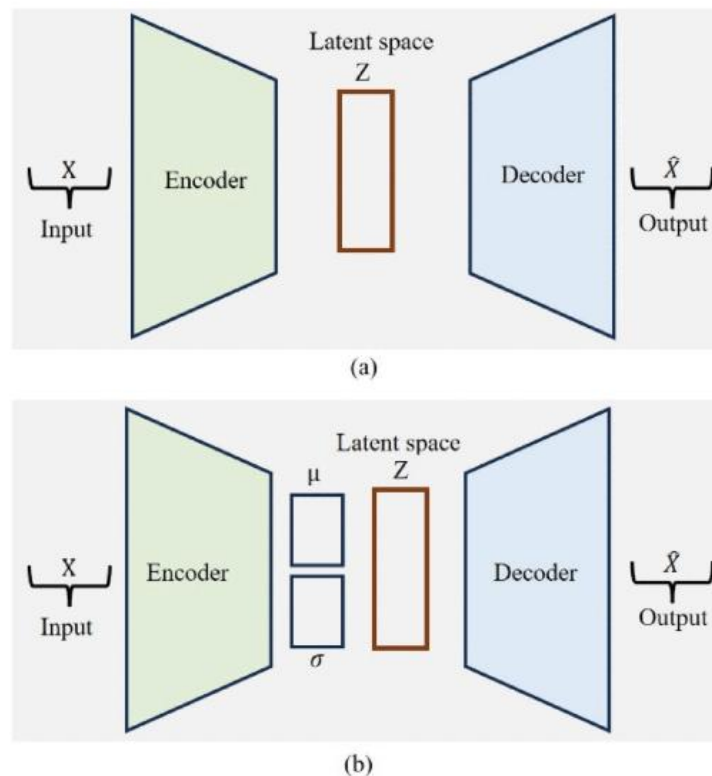 Latent space
Z
X
Encoder
Decoder
X̂
Input
Output
(a)
Latent space
μ
Z
X
Encoder
Decoder
X̂
Input
Output
σ
(b)